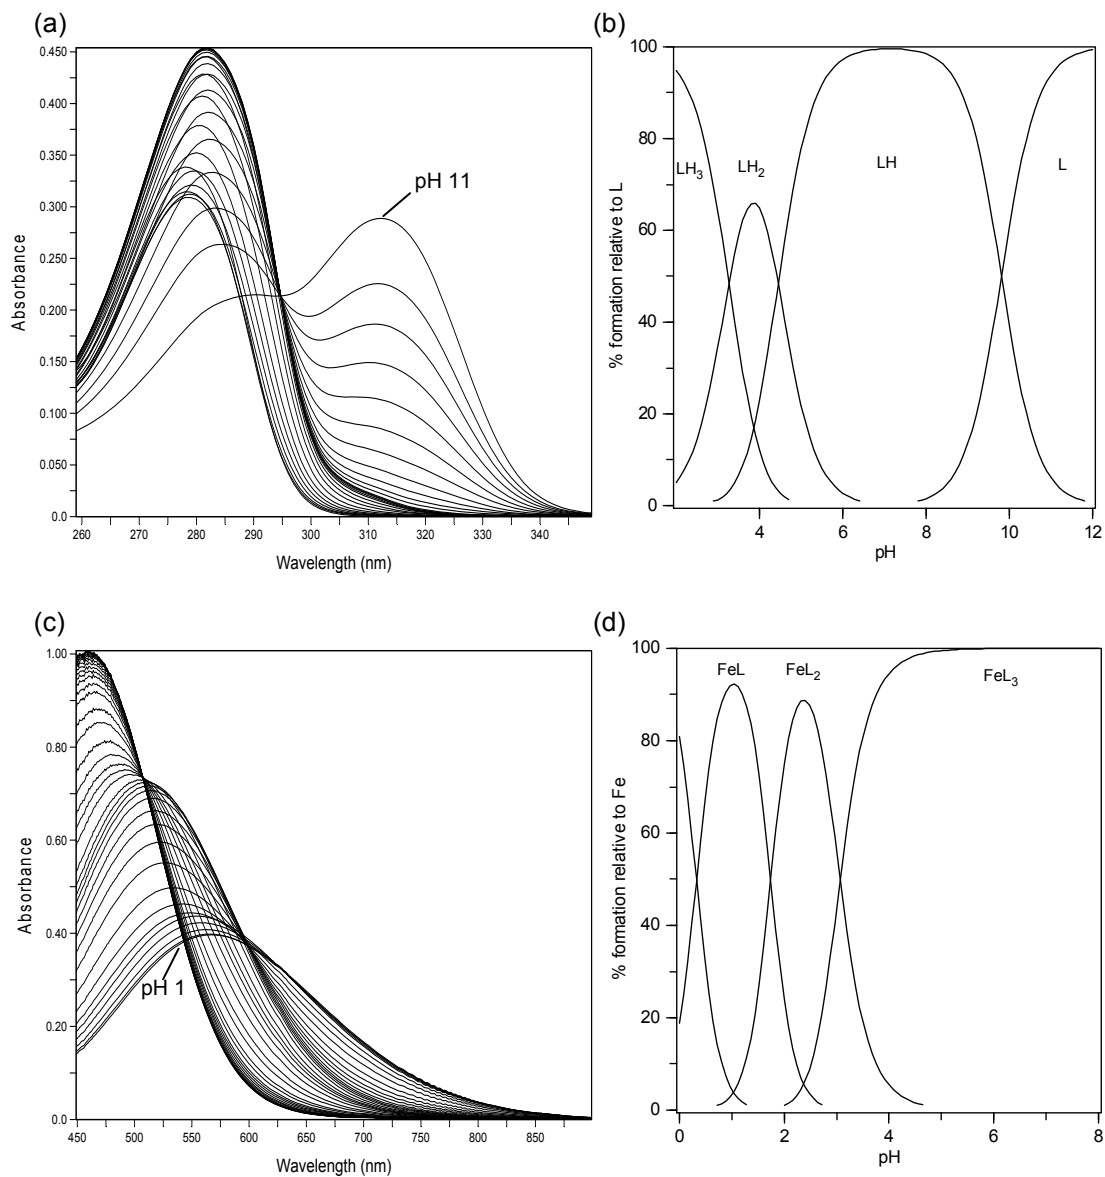 (a)
0.450
0.400
0.350
0.300
0.250
0.200
0.150
0.100
0.050
0.0
Absorbance
pH 11
260 270 280 290 300 310 320 330 340
Wavelength (nm)
(b)
100
80
60
40
20
0
% formation relative to L
LH3
LH2
LH
L
4 6 8 10 12
pH
(c)
1.00
0.80
0.60
0.40
0.20
0.0
Absorbance
pH 1
450 500 550 600 650 700 750 800 850
Wavelength (nm)
(d)
100
80
60
40
20
0
% formation relative to Fe
FeL
FeL2
FeL3
0 2 4 6 8
pH